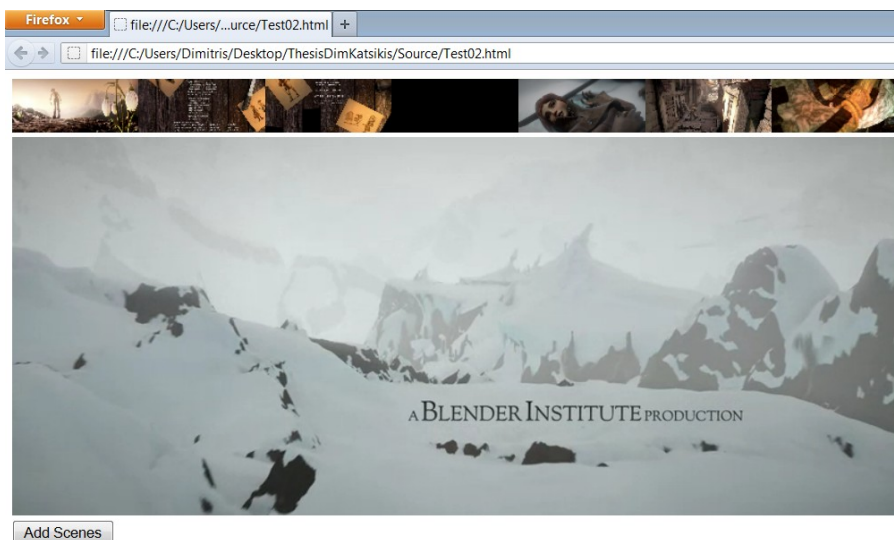 Firefox
file:///C:/Users/...urce/Test02.html +
file:///C:/Users/Dimitris/Desktop/ThesisDimKatsikis/Source/Test02.html
A BLENDER INSTITUTE PRODUCTION
Add Scenes